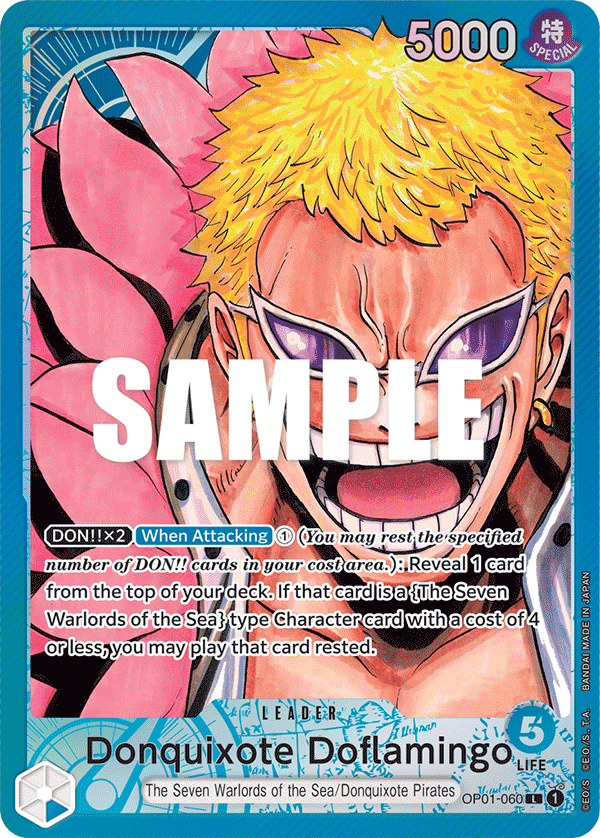 5000
特
SPECIAL
SAMPLE
DON!!×2 When Attacking ① (You may rest the specified
number of DON!! cards in your cost area.): Reveal 1 card
from the top of your deck. If that card is a {The Seven
Warlords of the Sea} type Character card with a cost of 4
or less, you may play that card rested.
LEADER
Donquixote Doflamingo
5
LIFE
The Seven Warlords of the Sea/Donquixote Pirates
OP01-060 L 1
©E.O/S ©E.O./S., T.A. BANDAI MADE IN JAPAN